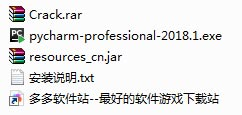 Crack.rar
pycharm-professional-2018.1.exe
resources_cn.jar
安装说明.txt
多多软件站--最好的软件游戏下载站